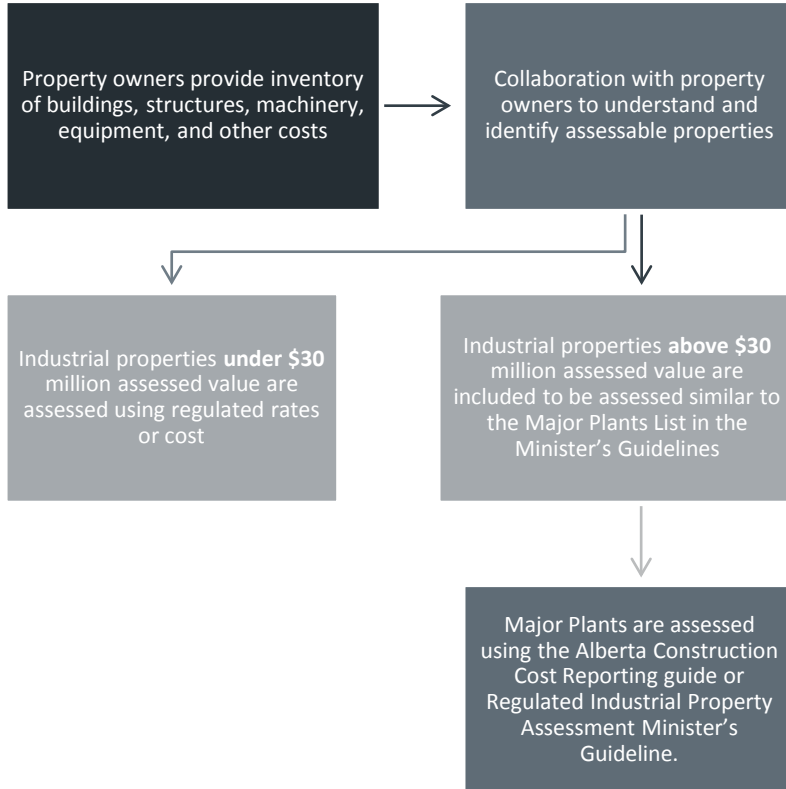 Property owners provide inventory
of buildings, structures, machinery,
equipment, and other costs
Collaboration with property
owners to understand and
identify assessable properties
Industrial properties under $30
million assessed value are
assessed using regulated rates
or cost
Industrial properties above $30
million assessed value are
included to be assessed similar to
the Major Plants List in the
Minister’s Guidelines
Major Plants are assessed
using the Alberta Construction
Cost Reporting guide or
Regulated Industrial Property
Assessment Minister’s
Guideline.